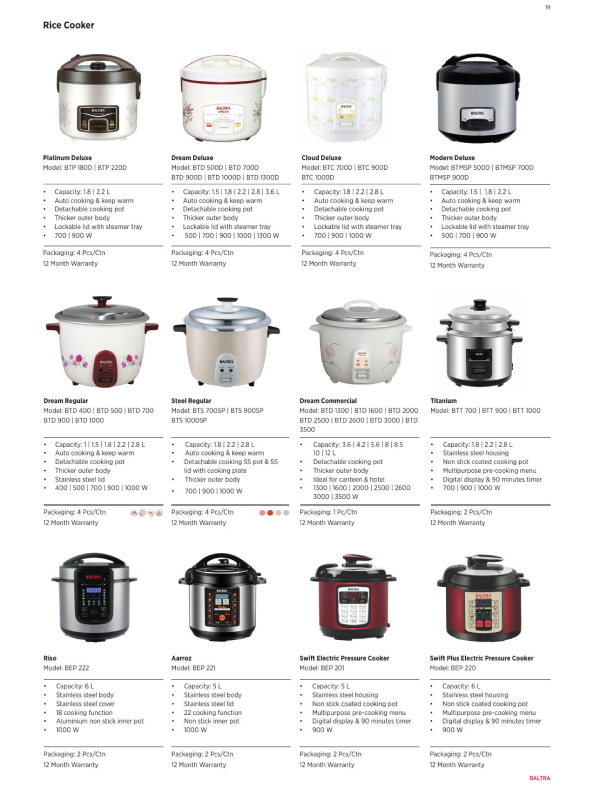 19
Rice Cooker
Platinum Deluxe
Model: BTP 180D | BTP 220D
• Capacity: 1.8 | 2.2 L
• Auto cooking & keep warm
• Detachable cooking pot
• Thicker outer body
• Lockable lid with steamer tray
• 700 | 900 W
Packaging: 4 Pcs/Ctn
12 Month Warranty
Dream Deluxe
Model: BTD 500D | BTD 700D
BTD 900D | BTD 1000D | BTD 1300D
• Capacity: 1.5 | 1.8 | 2.2 | 2.8 | 3.6 L
• Auto cooking & keep warm
• Detachable cooking pot
• Thicker outer body
• Lockable lid with steamer tray
• 500 | 700 | 900 | 1000 | 1300 W
Packaging: 4 Pcs/Ctn
12 Month Warranty
Cloud Deluxe
Model: BTC 700D | BTC 900D
BTC 1000D
• Capacity: 1.8 | 2.2 | 2.8 L
• Auto cooking & keep warm
• Detachable cooking pot
• Thicker outer body
• Lockable lid with steamer tray
• 700 | 900 | 1000 W
Packaging: 4 Pcs/Ctn
12 Month Warranty
Modern Deluxe
Model: BTMSP 500D | BTMSP 700D
BTMSP 900D
• Capacity: 1.5 | 1.8 | 2.2 L
• Auto cooking & keep warm
• Detachable cooking pot
• Thicker outer body
• Lockable lid with steamer tray
• 500 | 700 | 900 W
Packaging: 4 Pcs/Ctn
12 Month Warranty
Dream Regular
Model: BTD 400 | BTD 500 | BTD 700
BTD 900 | BTD 1000
• Capacity: 1 | 1.5 | 1.8 | 2.2 | 2.8 L
• Auto cooking & keep warm
• Detachable cooking pot
• Thicker outer body
• Stainless steel lid
• 400 | 500 | 700 | 900 | 1000 W
Packaging: 4 Pcs/Ctn
12 Month Warranty
Steel Regular
Model: BTS 700SP | BTS 900SP
BTS 1000SP
• Capacity: 1.8 | 2.2 | 2.8 L
• Auto cooking & keep warm
• Detachable cooking SS pot & SS
lid with cooking plate
• Thicker outer body
• 700 | 900 | 1000 W
Packaging: 4 Pcs/Ctn
12 Month Warranty
Dream Commercial
Model: BTD 1300 | BTD 1600 | BTD 2000
BTD 2500 | BTD 2600 | BTD 3000 | BTD
3500
• Capacity: 3.6 | 4.2 | 5.6 | 8 | 8.5
10 | 12 L
• Detachable cooking pot
• Thicker outer body
• Ideal for canteen & hotel
• 1300 | 1600 | 2000 | 2500 | 2600
3000 | 3500 W
Packaging: 1 Pc/Ctn
12 Month Warranty
Titanium
Model: BTT 700 | BTT 900 | BTT 1000
• Capacity: 1.8 | 2.2 | 2.8 L
• Stainless steel housing
• Non stick coated cooking pot
• Multipurpose pre-cooking menu
• Digital display & 90 minutes timer
• 700 | 900 | 1000 W
Packaging: 2 Pcs/Ctn
12 Month Warranty
Riso
Model: BEP 222
• Capacity: 6 L
• Stainless steel body
• Stainless steel cover
• 18 cooking function
• Aluminium non stick inner pot
• 1000 W
Packaging: 2 Pcs/Ctn
12 Month Warranty
Aarroz
Model: BEP 221
• Capacity: 5 L
• Stainless steel body
• Stainless steel lid
• 22 cooking function
• Non stick inner pot
• 1000 W
Packaging: 2 Pcs/Ctn
12 Month Warranty
Swift Electric Pressure Cooker
Model: BEP 201
• Capacity: 5 L
• Stainless steel housing
• Non stick coated cooking pot
• Multipurpose pre-cooking menu
• Digital display & 90 minutes timer
• 900 W
Packaging: 2 Pcs/Ctn
12 Month Warranty
Swift Plus Electric Pressure Cooker
Model: BEP 220
• Capacity: 6 L
• Stainless steel housing
• Non stick coated cooking pot
• Multipurpose pre-cooking menu
• Digital display & 90 minutes timer
• 900 W
Packaging: 2 Pcs/Ctn
12 Month Warranty
BALTRA